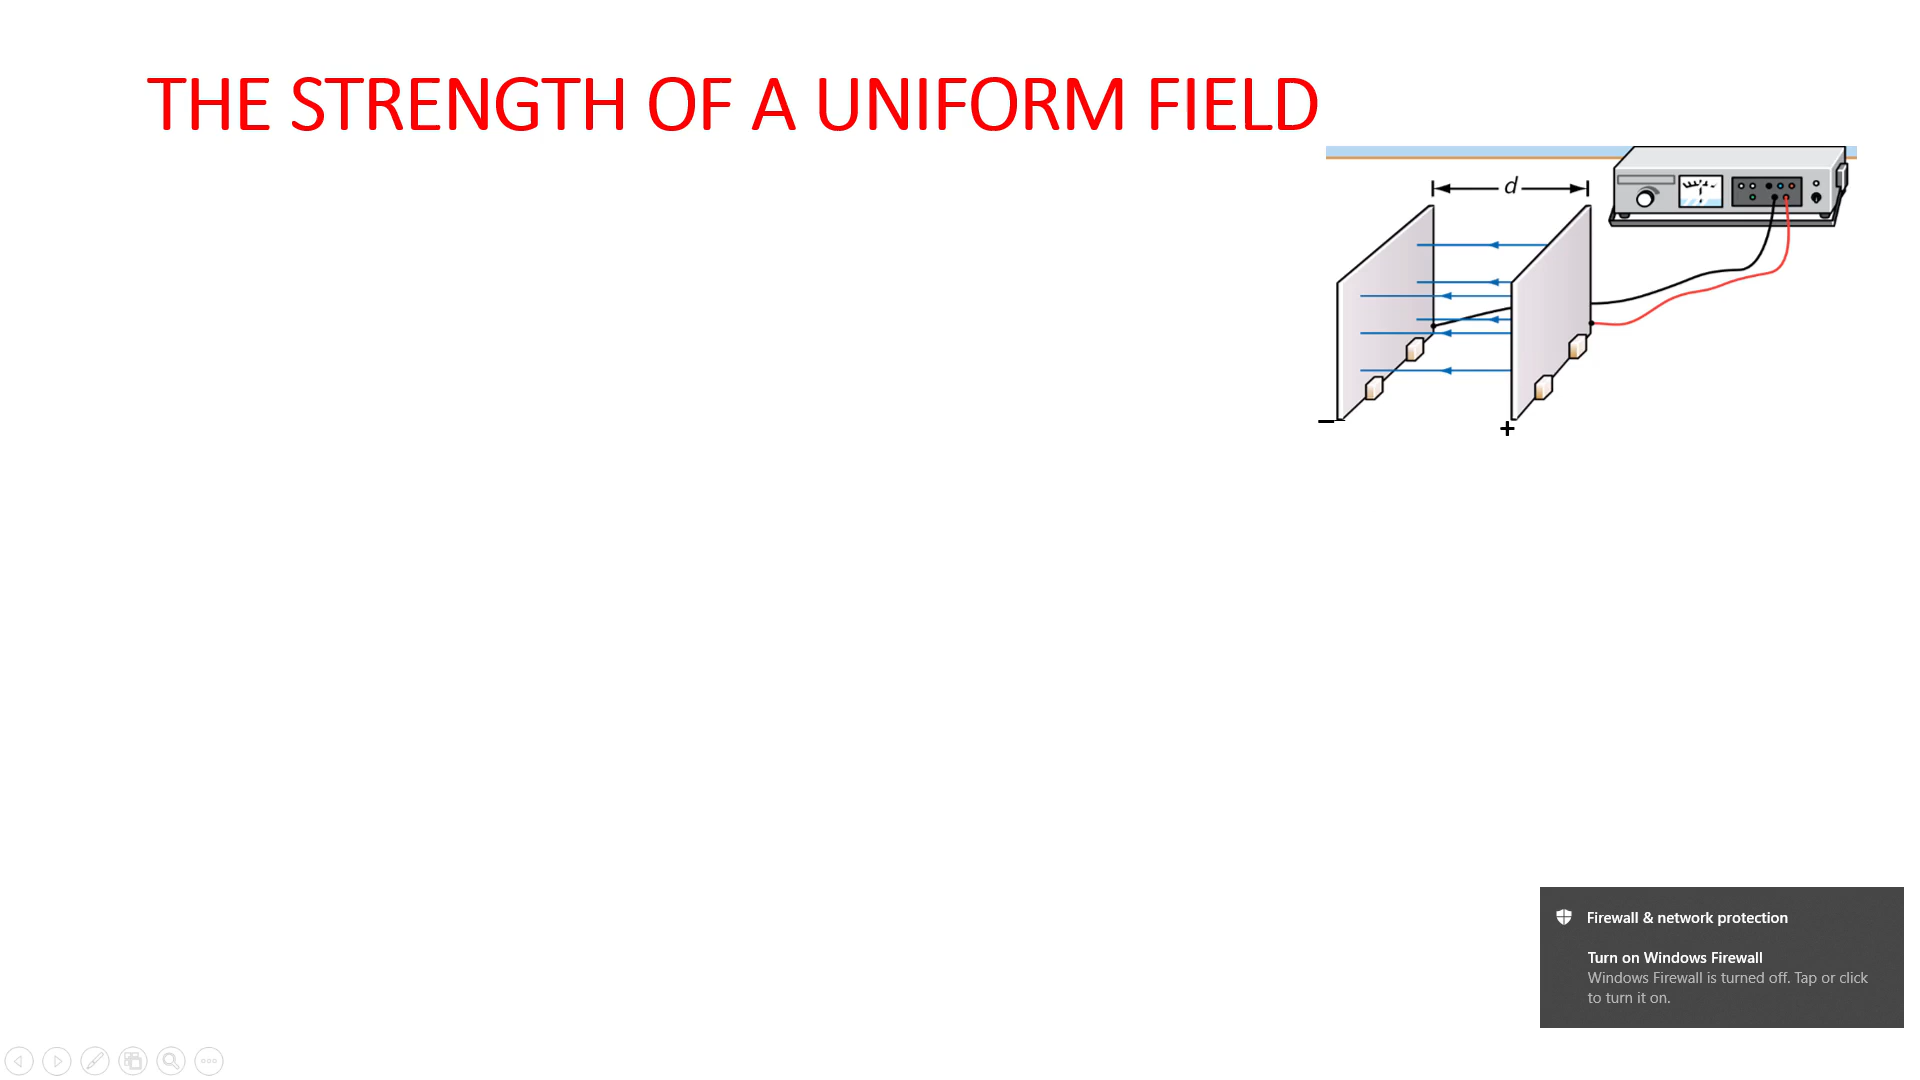 THE STRENGTH OF A UNIFORM FIELD
d
–
+
Firewall & network protection
Turn on Windows Firewall
Windows Firewall is turned off. Tap or click
to turn it on.